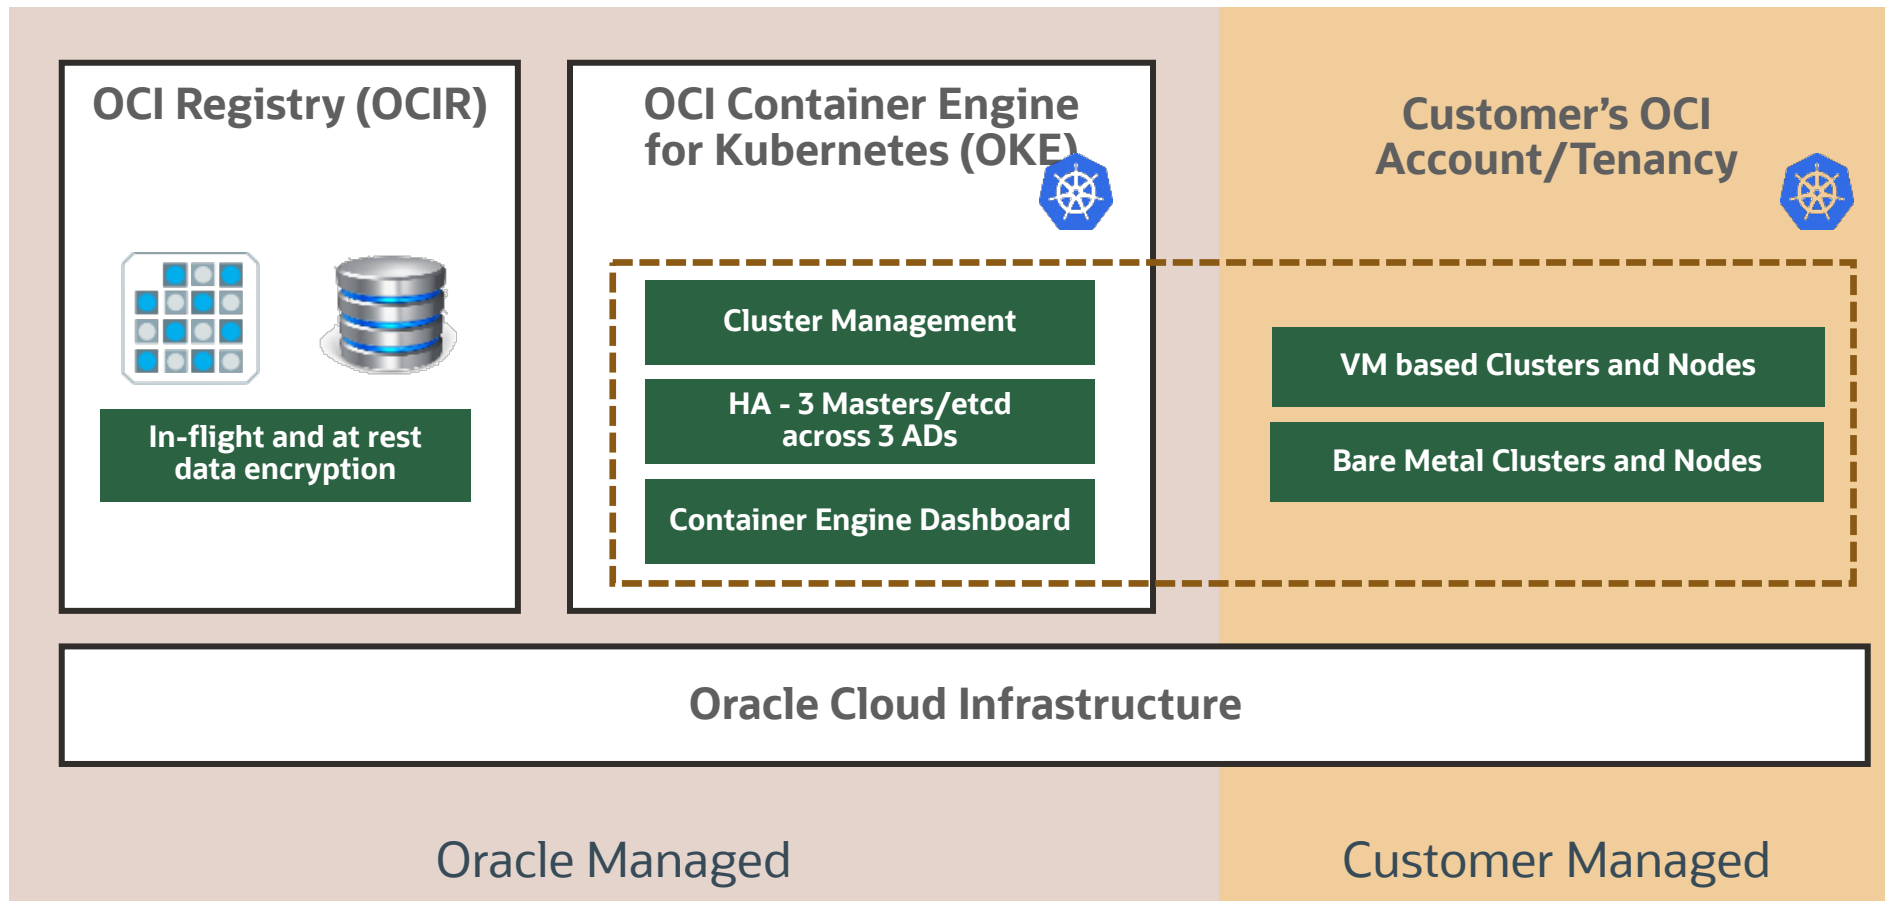 OCI Registry (OCIR)
In-flight and at rest
data encryption
OCI Container Engine
for Kubernetes (OKE)
Cluster Management
HA - 3 Masters/etcd
across 3 ADs
Container Engine Dashboard
Customer’s OCI
Account/Tenancy
VM based Clusters and Nodes
Bare Metal Clusters and Nodes
Oracle Cloud Infrastructure
Oracle Managed
Customer Managed